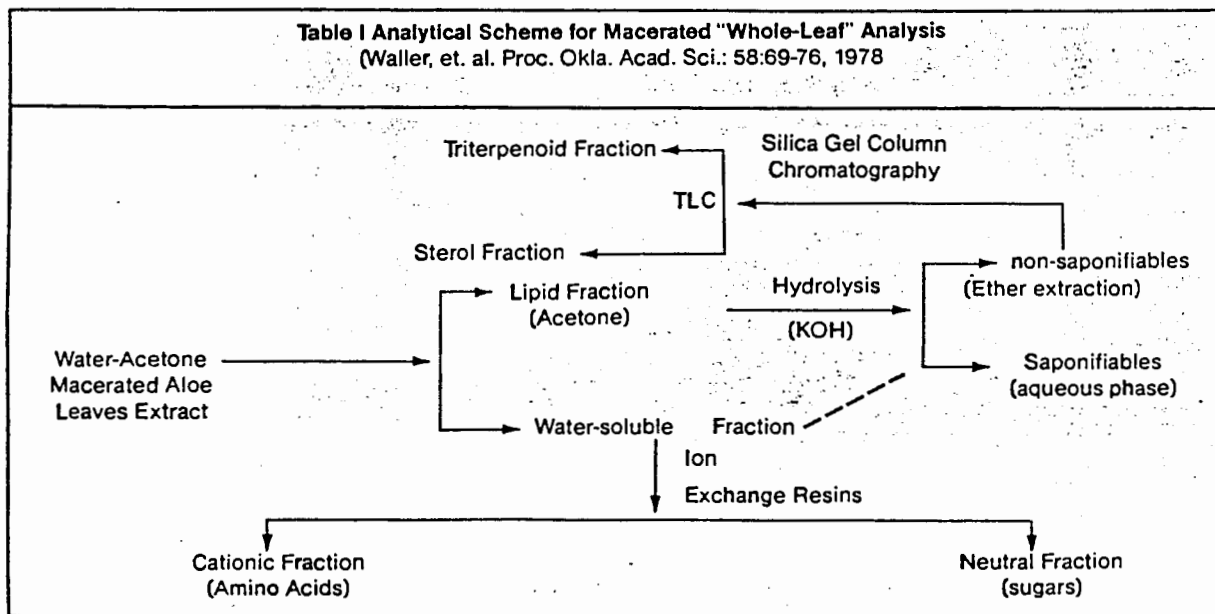 Table I Analytical Scheme for Macerated "Whole-Leaf" Analysis
(Waller, et. al. Proc. Okla. Acad. Sci.: 58:69-76, 1978
Triterpenoid Fraction
Silica Gel Column
Chromatography
TLC
Sterol Fraction
non-saponifiables
(Ether extraction)
Lipid Fraction
(Acetone)
Hydrolysis
(KOH)
Water-Acetone
Macerated Aloe
Leaves Extract
Saponifiables
(aqueous phase)
Water-soluble Fraction
Ion
Exchange Resins
Cationic Fraction
(Amino Acids)
Neutral Fraction
(sugars)